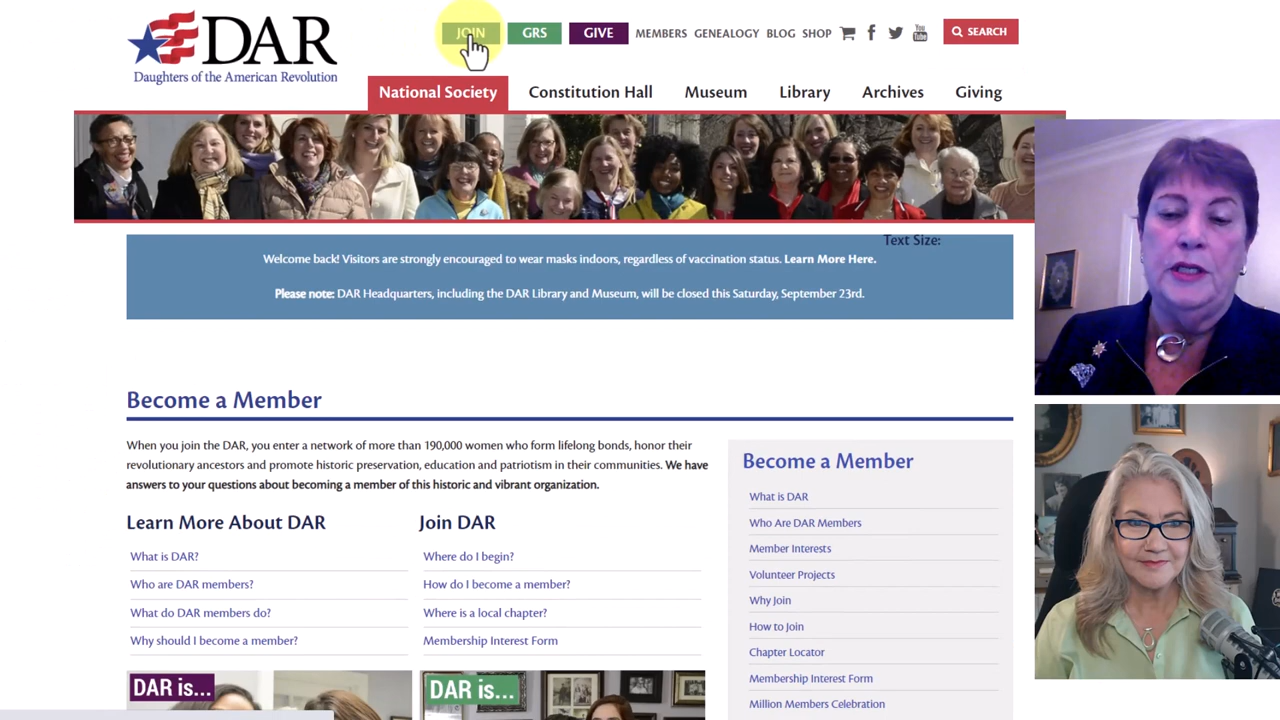 DAR
Daughters of the American Revolution
JOIN
GRS
GIVE
MEMBERS GENEALOGY BLOG SHOP
You
Tube
SEARCH
National Society
Constitution Hall
Museum
Library
Archives
Giving
Text Size:
Welcome back! Visitors are strongly encouraged to wear masks indoors, regardless of vaccination status. Learn More Here.
Please note: DAR Headquarters, including the DAR Library and Museum, will be closed this Saturday, September 23rd.
Become a Member
When you join the DAR, you enter a network of more than 190,000 women who form lifelong bonds, honor their
revolutionary ancestors and promote historic preservation, education and patriotism in their communities. We have
answers to your questions about becoming a member of this historic and vibrant organization.
Learn More About DAR
What is DAR?
Who are DAR members?
What do DAR members do?
Why should I become a member?
DAR is...
Join DAR
Where do I begin?
How do I become a member?
Where is a local chapter?
Membership Interest Form
DAR is...
Become a Member
What is DAR
Who Are DAR Members
Member Interests
Volunteer Projects
Why Join
How to Join
Chapter Locator
Membership Interest Form
Million Members Celebration